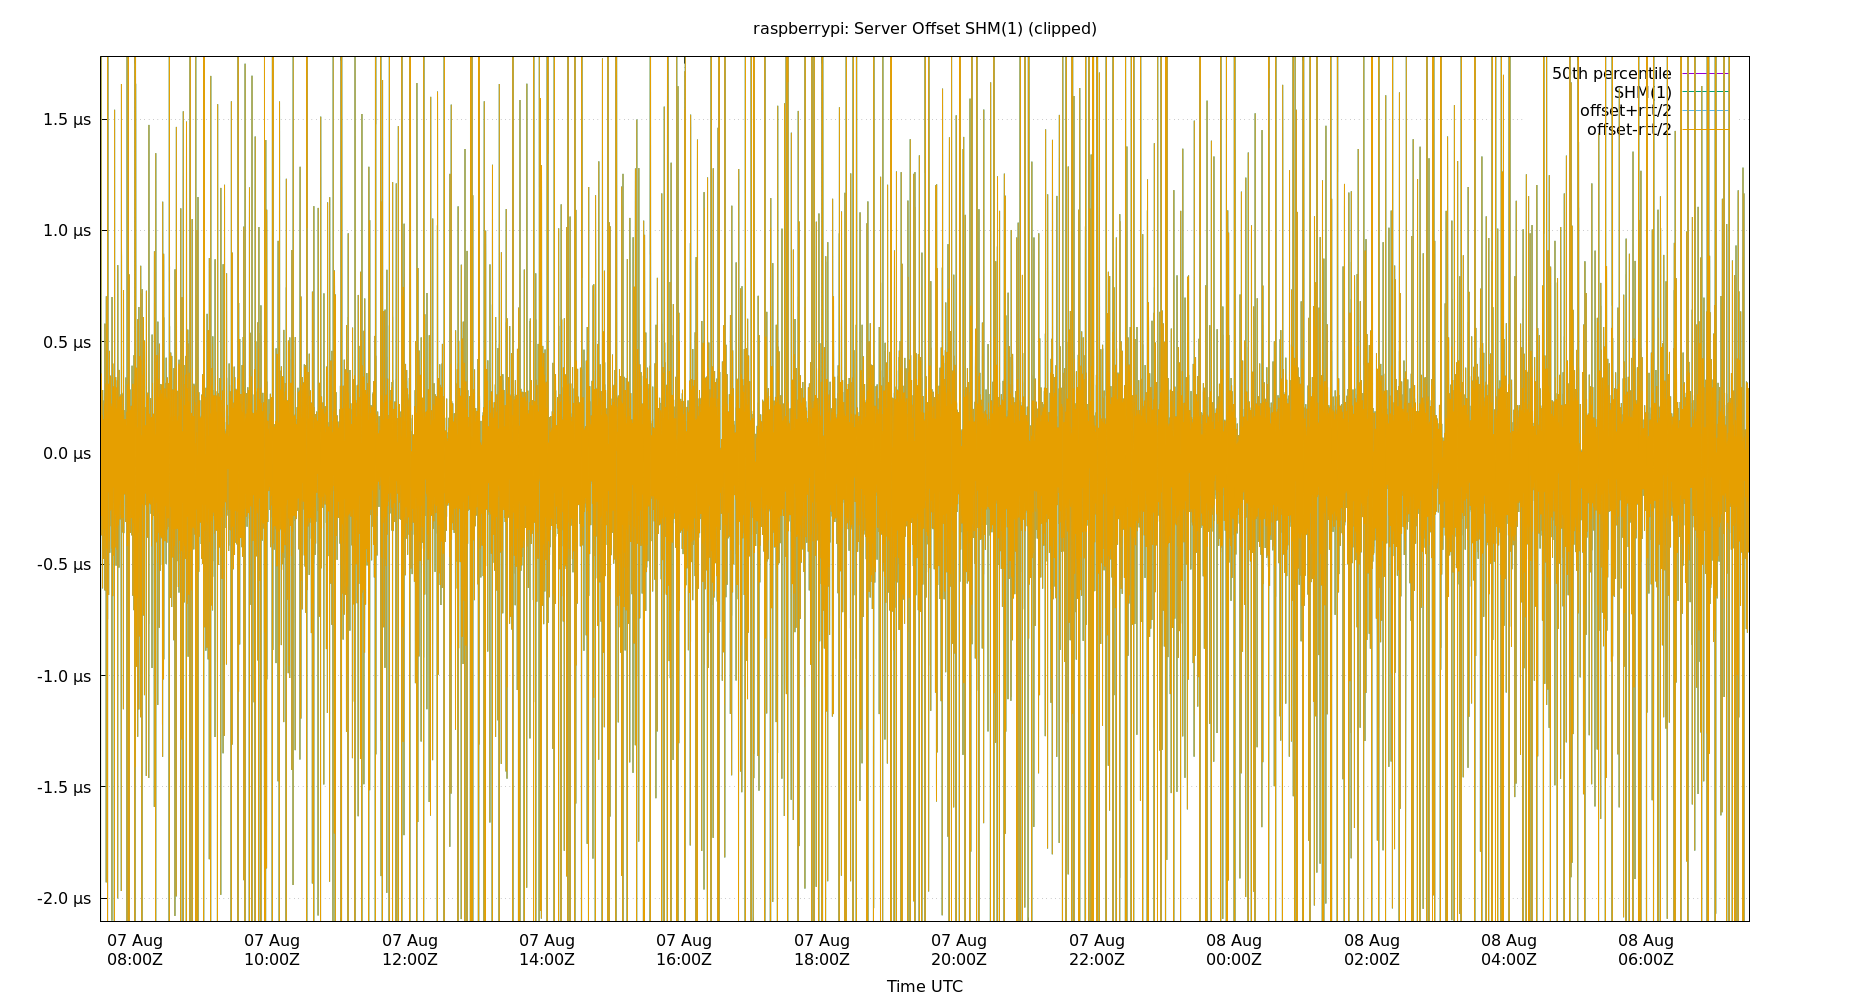 raspberrypi: Server Offset SHM(1) (clipped)
50th percentile
SHM(1)
offset+rtt/2
offset-rtt/2
1.5 µs
1.0 µs
0.5 µs
0.0 µs
-0.5 µs
-1.0 µs
-1.5 µs
-2.0 µs
07 Aug 07 Aug 07 Aug 07 Aug 07 Aug 07 Aug 07 Aug 07 Aug 08 Aug 08 Aug 08 Aug 08 Aug
08:00Z 10:00Z 12:00Z 14:00Z 16:00Z 18:00Z 20:00Z 22:00Z 00:00Z 02:00Z 04:00Z 06:00Z
Time UTC